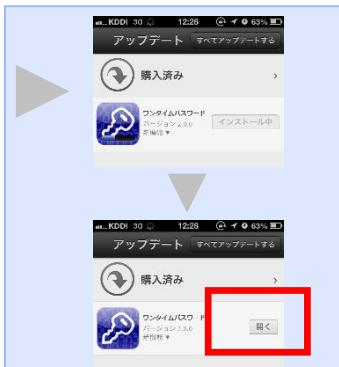 KDDI 3G 12:26 63%
アップデート すべてアップデートする
購入済み
ワンタイムパスワード
バージョン 2.3.0
新機能 ▼
インストール中
KDDI 3G 12:26 63%
アップデート すべてアップデートする
購入済み
ワンタイムパスワード
バージョン 2.3.0
新機能 ▼
開く